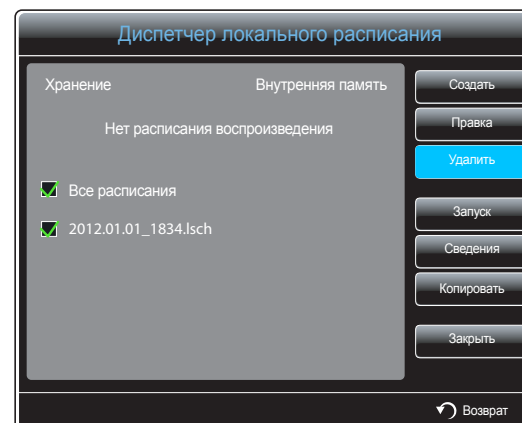 Диспетчер локального расписания
Хранение Внутренняя память
Нет расписания воспроизведения
Все расписания
2012.01.01_1834.lsch
Создать
Правка
Удалить
Запуск
Сведения
Копировать
Закрыть
Возврат